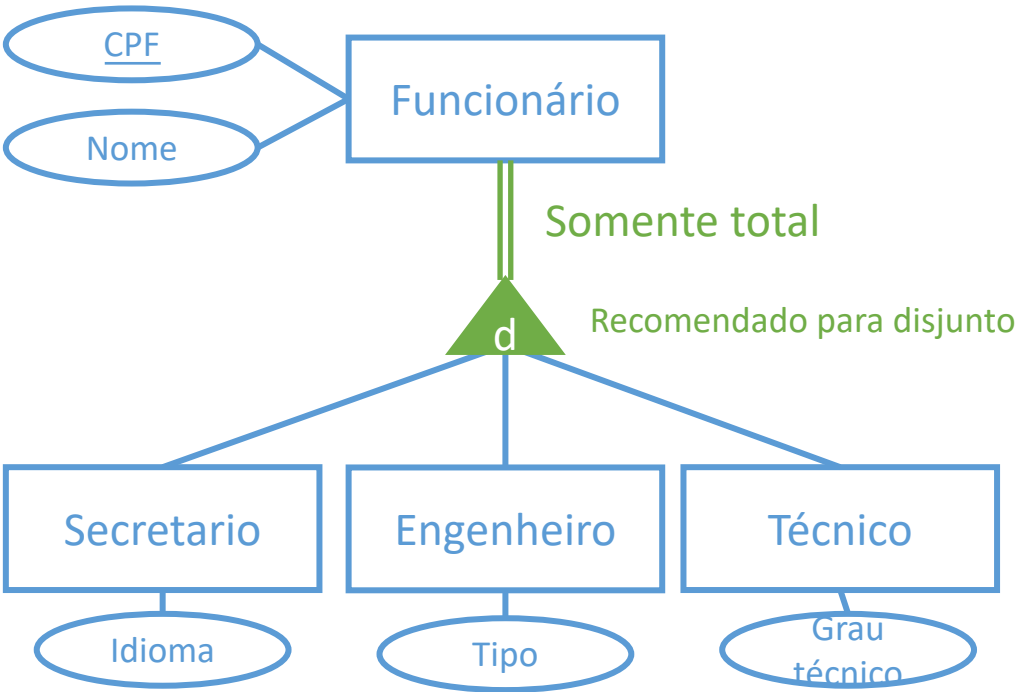 CPF
Funcionário
Nome
Somente total
Recomendado para disjunto
d
Secretario
Engenheiro
Técnico
Idioma
Tipo
Grau
técnico